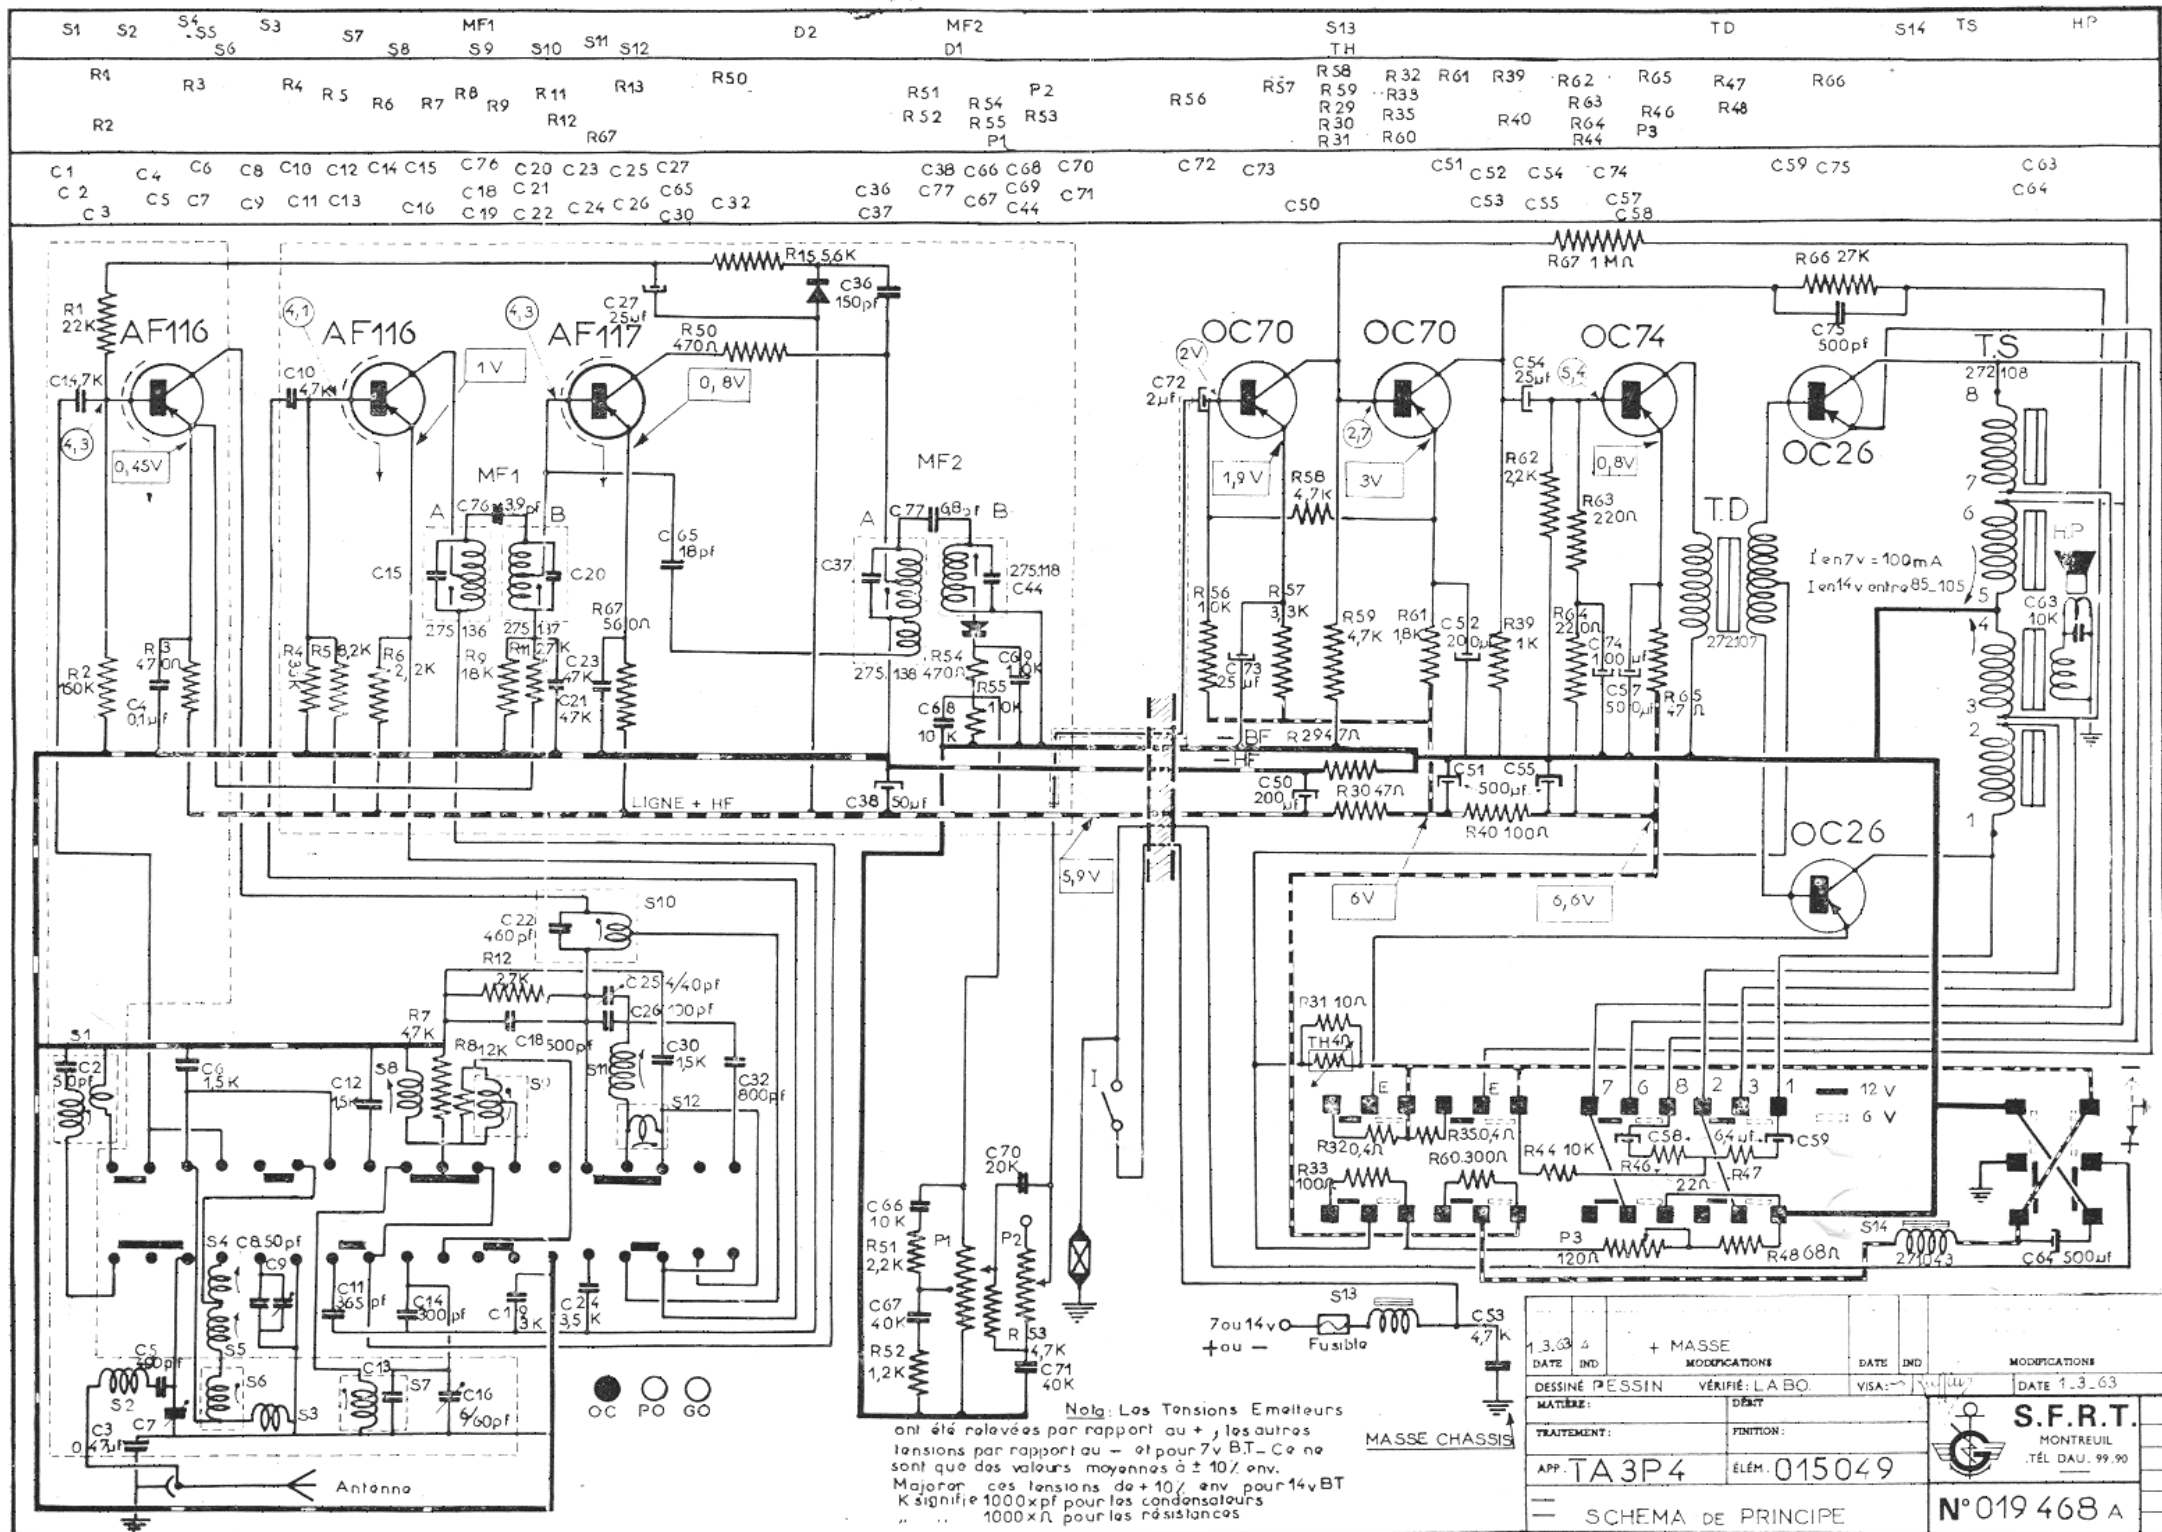 S1 S2 S4 S5 S3 S7 MF1 S11 D2 MF2 S13 TD S14 TS H.P
S6 S8 S9 S10 S12 D1 TH
R1 R3 R4 R5 R6 R7 R8 R9 R11 R13 R50 R51 R54 P2 R56 R57 R58 R32 R61 R39 R62 R65 R47 R66
R59 R33
R2 R12 R52 R55 R53 R29 R35 R40 R63 R46 R48
R30 R64 P3
R67 P1 R31 R60 R44
C1 C4 C6 C8 C10 C12 C14 C15 C76 C20 C23 C25 C27 C38 C66 C68 C70 C72 C73 C51 C52 C54 C74 C59 C75 C63
C2 C18 C21 C65 C36 C77 C69 C71 C64
C3 C5 C7 C9 C11 C13 C16 C19 C22 C24 C26 C30 C32 C37 C67 C44 C50 C53 C55 C57
C58
R67 1MΩ
R15 5,6K
R66 27K
C36
150pf
C27
25µf
C75
500pf
R1
22K
AF116
4,1
AF116
4,3
AF117
R50
470Ω
OC70
OC70
OC74
T.S
272 108
1V
0,8V
2V
C72
2µf
C54
25µf
5,4
8
C1 4,7K
C10
4,7K
4,3
0,45V
2,7
OC26
MF1
MF2
1,9V
R58
4,7K
3V
R62
2,2K
0,8V
7
A C76 3,9pf B
A C77 6,8pf B
R63
220Ω
T.D
6
H.P
C65
18pf
I en 7v = 100mA
I en 14v entre 85_105
C15
C20
C37
275.118
C44
R56
10K
R57
3,3K
R59
4,7K
R61
1,8K
C52
200µf
R39
1K
R64
220Ω
C74
100µf
272.107
5
4
C63
10K
275.136
275.137
R67
560Ω
R2
150K
R3
470Ω
R4
33K
R5 8,2K
R6
2,2K
R9
18K
R11 27K
C23
47K
C21
47K
275.138
R54
470Ω
C69
10K
R55
10K
C4
0,1µf
C68
10K
C73
25µf
C57
500µf
R65
47Ω
3
2
- BF R29 4,7Ω
- HF
LIGNE + HF
C38 50µf
C50
200µf
R30 47Ω
C51
C55
500µf
R40 100Ω
1
OC26
5,9V
6V
6,6V
S10
C22
460pf
R12
2,7K
C25 4/40pf
C26 100pf
C18 500pf
R7
47K
R8
12K
R31 10Ω
TH 4Ω
S1
C2
50pf
C6
1,5K
C12
1,5K
S8
S9
S11
C30
1,5K
C32
800pf
S12
I
E E 7 6 8 2 3 1
12 V
6 V
R32 0,4Ω
R35 0,4Ω
C58 6,4µf C59
R33
100Ω
R60.300Ω
R44 10K
R46
22Ω
R47
C70
20K
C66
10K
P1
P2
R51
2,2K
P3
120Ω
R48 68Ω
S14
271043
C64 500µf
S4
C8.50pf
C9
C11
365pf
C14
300pf
C19
3K
C24
3,5K
C67
40K
R53
4,7K
S13
7ou14v
+ou -
Fusible
C53
4,7K
C5
S5
S6
S2
S3
C13
S7
C16
6/60pf
R52
1,2K
C71
40K
C3
0,47µf
C7
OC PO GO
Antenne
Nota: Les Tensions Emetteurs
ont été relevées par rapport au +, les autres
tensions par rapport au - et pour 7v BT_Ce ne
sont que des valeurs moyennes à ±10% env.
Majorer ces tensions de +10% env pour 14v BT
K signifie 1000xpf pour les condensateurs
" " 1000xΩ pour les résistances
MASSE CHASSIS
1.3.63 + MASSE
DATE IND MODIFICATIONS DATE IND MODIFICATIONS
DESSINÉ PESSIN VÉRIFIÉ: LABO. VISA: DATE 1_3_63
MATIÈRE: DÉBIT
TRAITEMENT: FINITION:
S.F.R.T.
MONTREUIL
TÉL DAU. 99.90
APP. TA3P4 ÉLÉM. 015049
SCHEMA DE PRINCIPE
N° 019 468 A